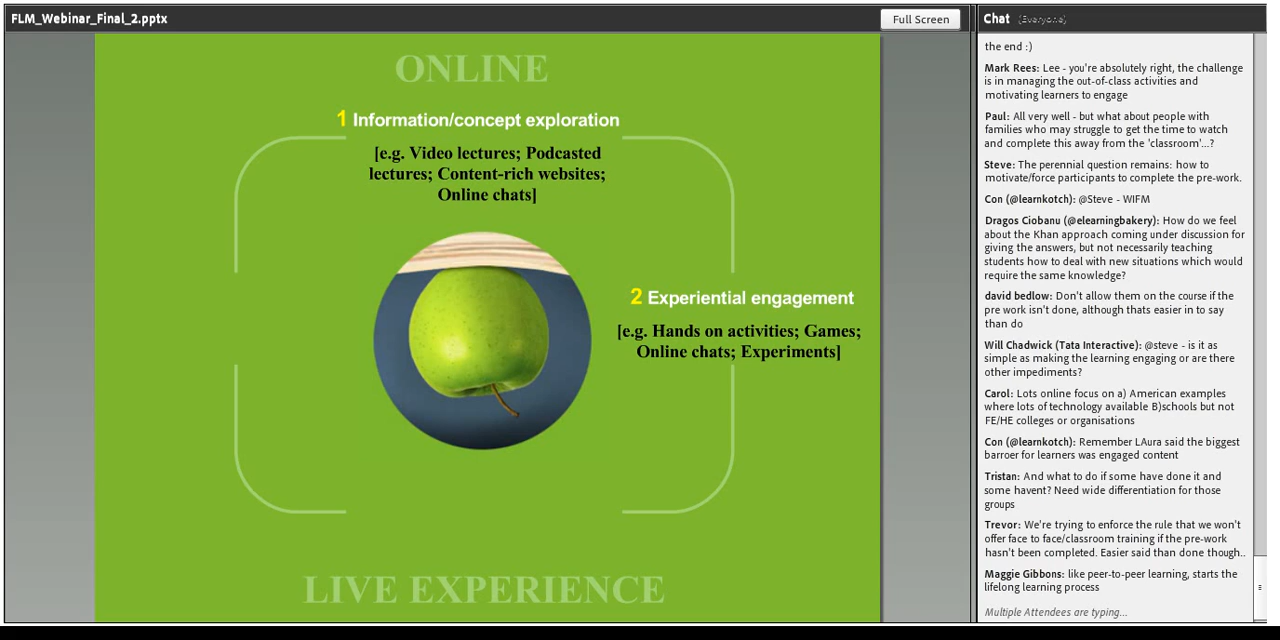 FLM_Webinar_Final_2.pptx
Full Screen
ONLINE
1 Information/concept exploration
[e.g. Video lectures; Podcasted
lectures; Content-rich websites;
Online chats]
2 Experiential engagement
[e.g. Hands on activities; Games;
Online chats; Experiments]
LIVE EXPERIENCE
Chat (Everyone)
the end :)
Mark Rees: Lee - you're absolutely right, the challenge
is in managing the out-of-class activities and
motivating learners to engage
Paul: All very well - but what about people with
families who may struggle to get the time to watch
and complete this away from the 'classroom'...?
Steve: The perennial question remains: how to
motivate/force participants to complete the pre-work.
Con (@learnkotch): @Steve - WIFM
Dragos Ciobanu (@elearningbakery): How do we feel
about the Khan approach coming under discussion for
giving the answers, but not necessarily teaching
students how to deal with new situations which would
require the same knowledge?
david bedlow: Don't allow them on the course if the
pre work isn't done, although thats easier in to say
than do
Will Chadwick (Tata Interactive): @steve - is it as
simple as making the learning engaging or are there
other impediments?
Carol: Lots online focus on a) American examples
where lots of technology available B)schools but not
FE/HE colleges or organisations
Con (@learnkotch): Remember LAura said the biggest
barroer for learners was engaged content
Tristan: And what to do if some have done it and
some havent? Need wide differentiation for those
groups
Trevor: We're trying to enforce the rule that we won't
offer face to face/classroom training if the pre-work
hasn't been completed. Easier said than done though..
Maggie Gibbons: like peer-to-peer learning, starts the
lifelong learning process
Multiple Attendees are typing...